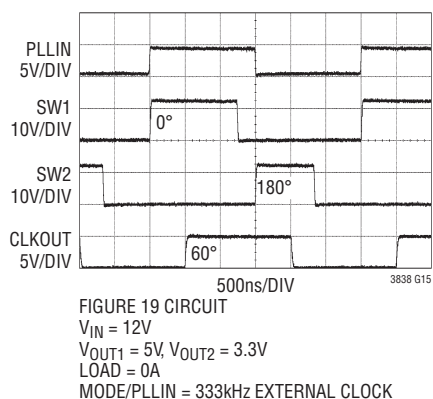 PLLIN
5V/DIV
SW1
10V/DIV
0°
SW2
10V/DIV
180°
CLKOUT
5V/DIV
60°
500ns/DIV
3838 G15
FIGURE 19 CIRCUIT
VIN = 12V
VOUT1 = 5V, VOUT2 = 3.3V
LOAD = 0A
MODE/PLLIN = 333kHz EXTERNAL CLOCK